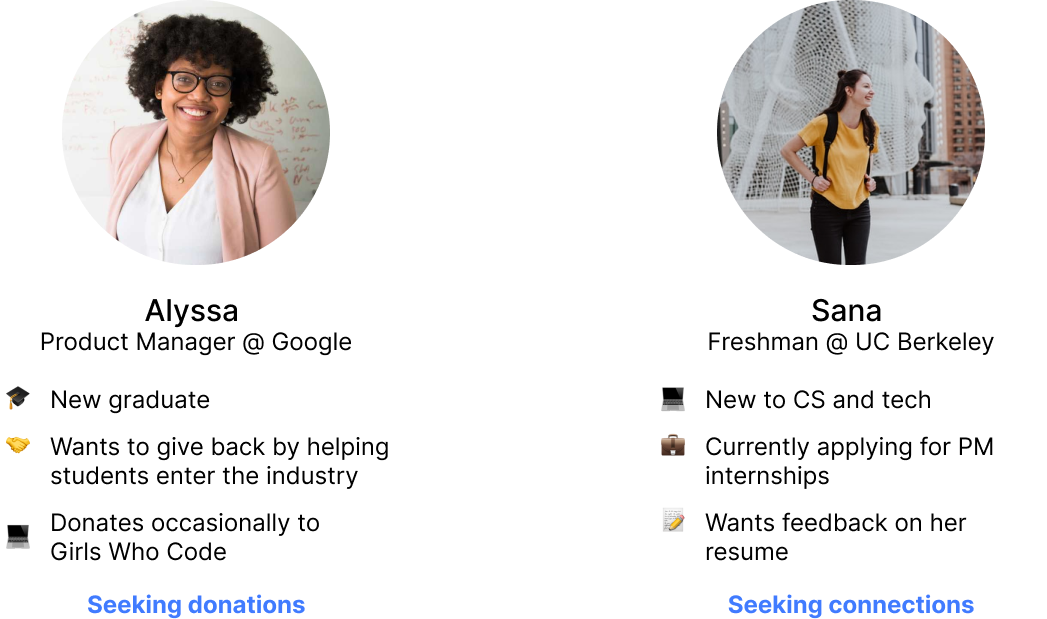 Alyssa
Product Manager @ Google
New graduate
Wants to give back by helping
students enter the industry
Donates occasionally to
Girls Who Code
Seeking donations
Sana
Freshman @ UC Berkeley
New to CS and tech
Currently applying for PM
internships
Wants feedback on her
resume
Seeking connections